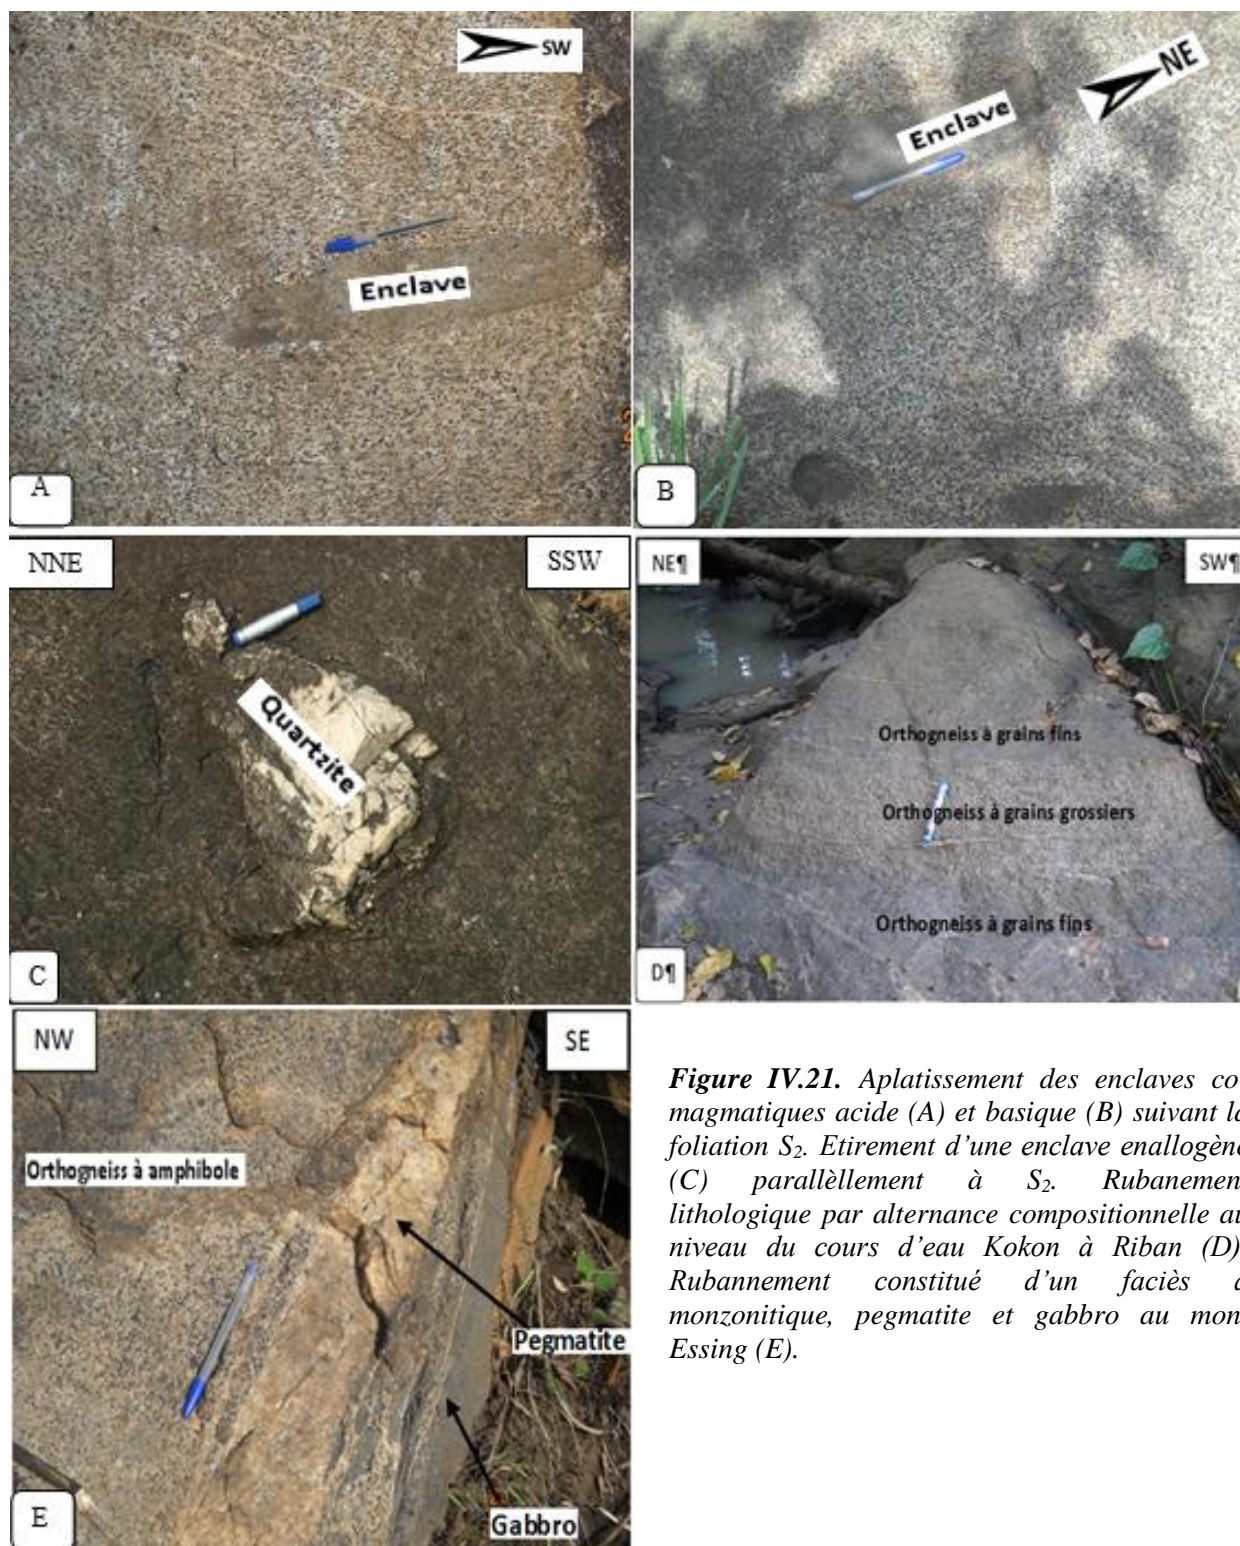 SW
Enclave
A
NE
Enclave
B
NNE
SSW
Quartzite
C
NE¶
SW¶
Orthogneiss à grains fins
Orthogneiss à grains grossiers
Orthogneiss à grains fins
D¶
NW
SE
Orthogneiss à amphibole
Pegmatite
Gabbro
E
Figure IV.21. Aplatissement des enclaves co-
magmatiques acide (A) et basique (B) suivant la
foliation S₂. Etirement d’une enclave enallogène
(C) parallèllement à S₂. Rubanement
lithologique par alternance compositionnelle au
niveau du cours d’eau Kokon à Riban (D)
Rubannement constitué d’un faciès à
monzonitique, pegmatite et gabbro au mont
Essing (E).